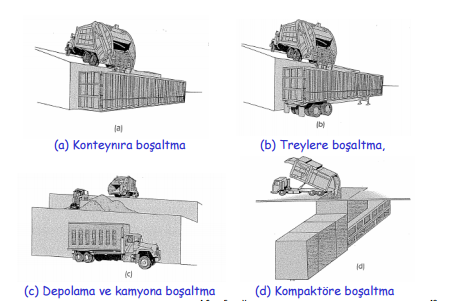 (a)
(b)
(a) Konteynıra boşaltma
(b) Treylere boşaltma,
(c)
(d)
(c) Depolama ve kamyona boşaltma
(d) Kompaktöre boşaltma